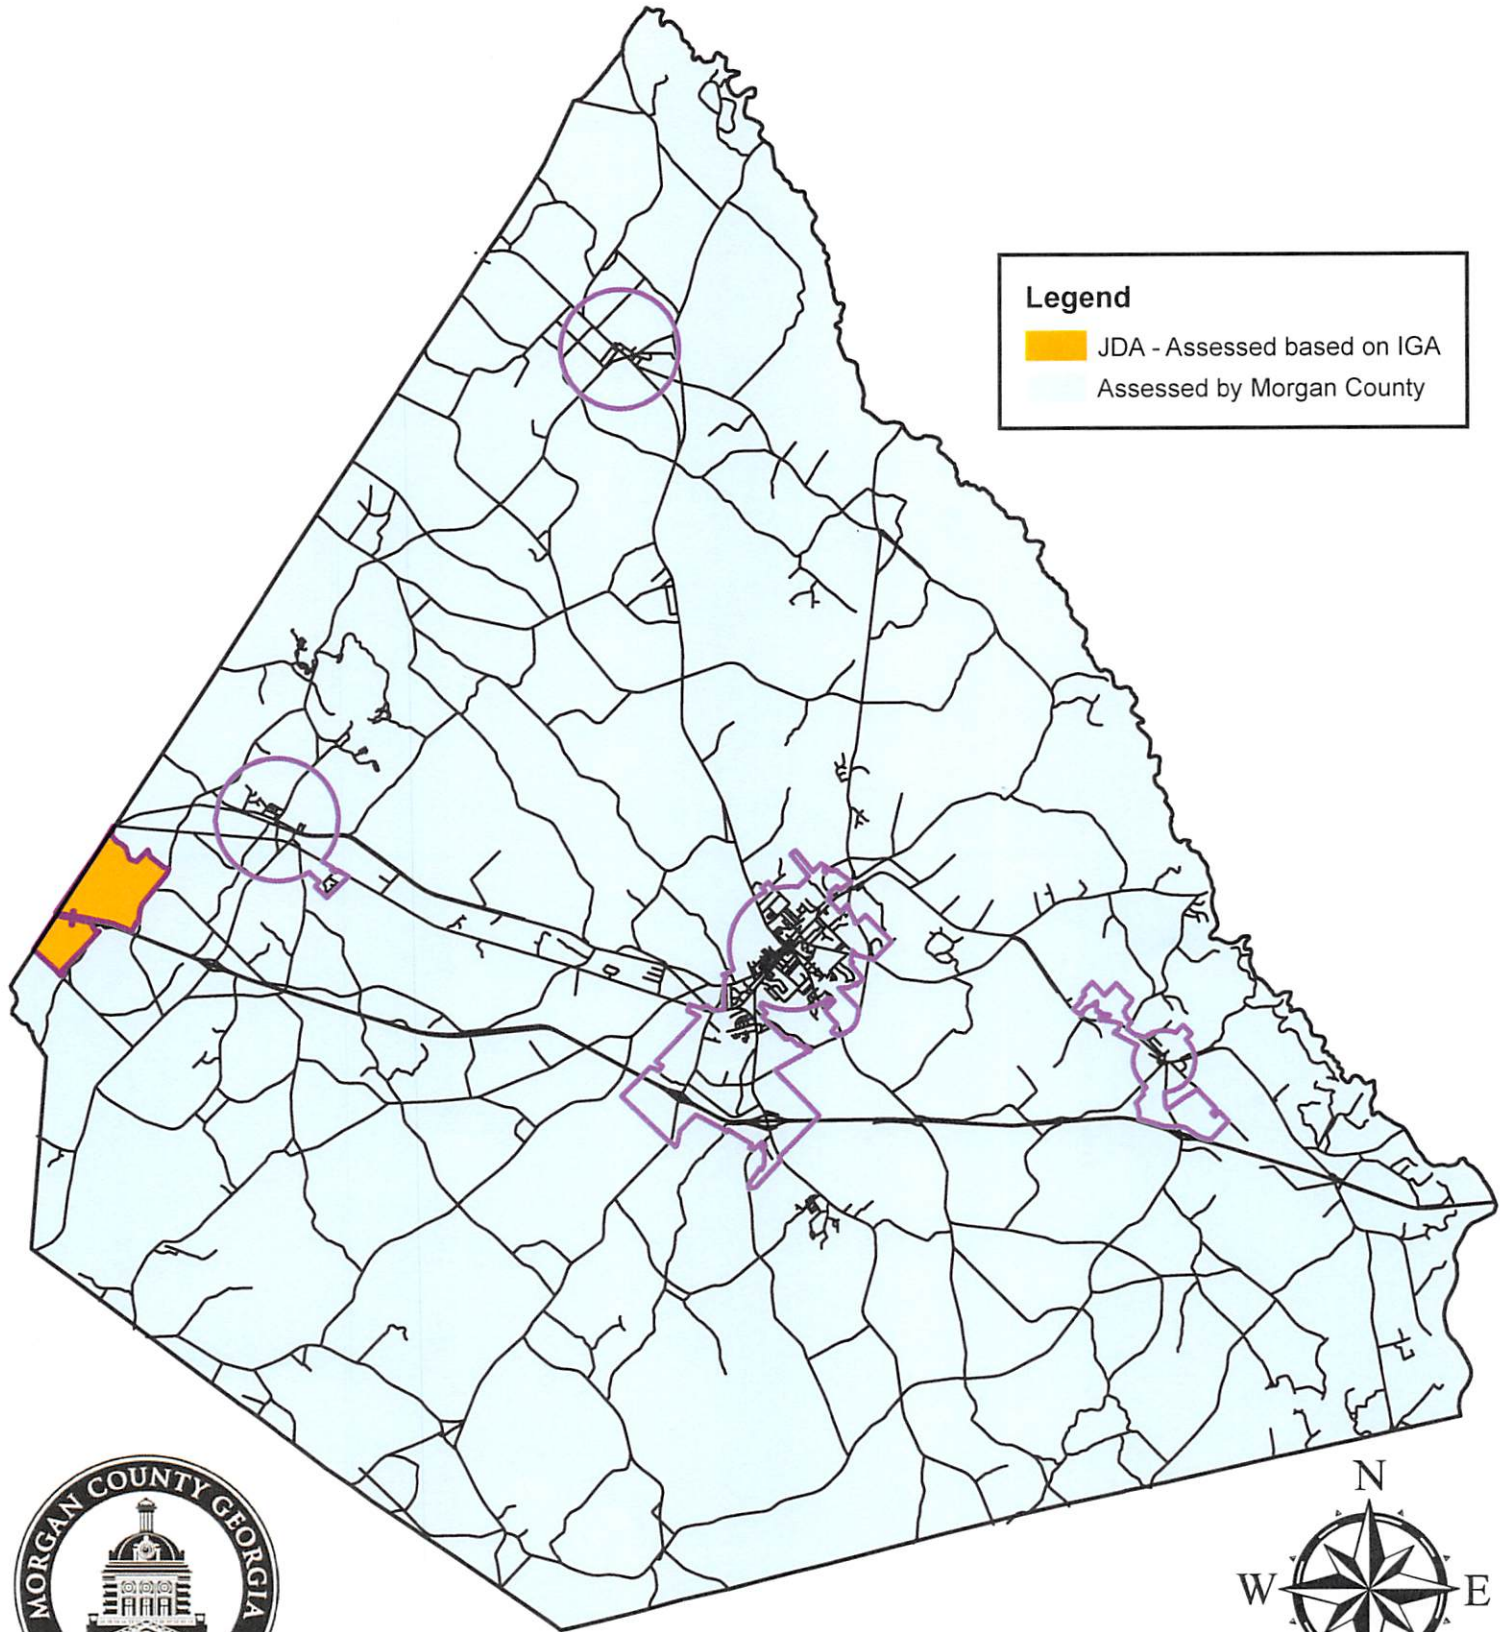 Legend
JDA - Assessed based on IGA
Assessed by Morgan County
MORGAN COUNTY GEORGIA
N
W
E